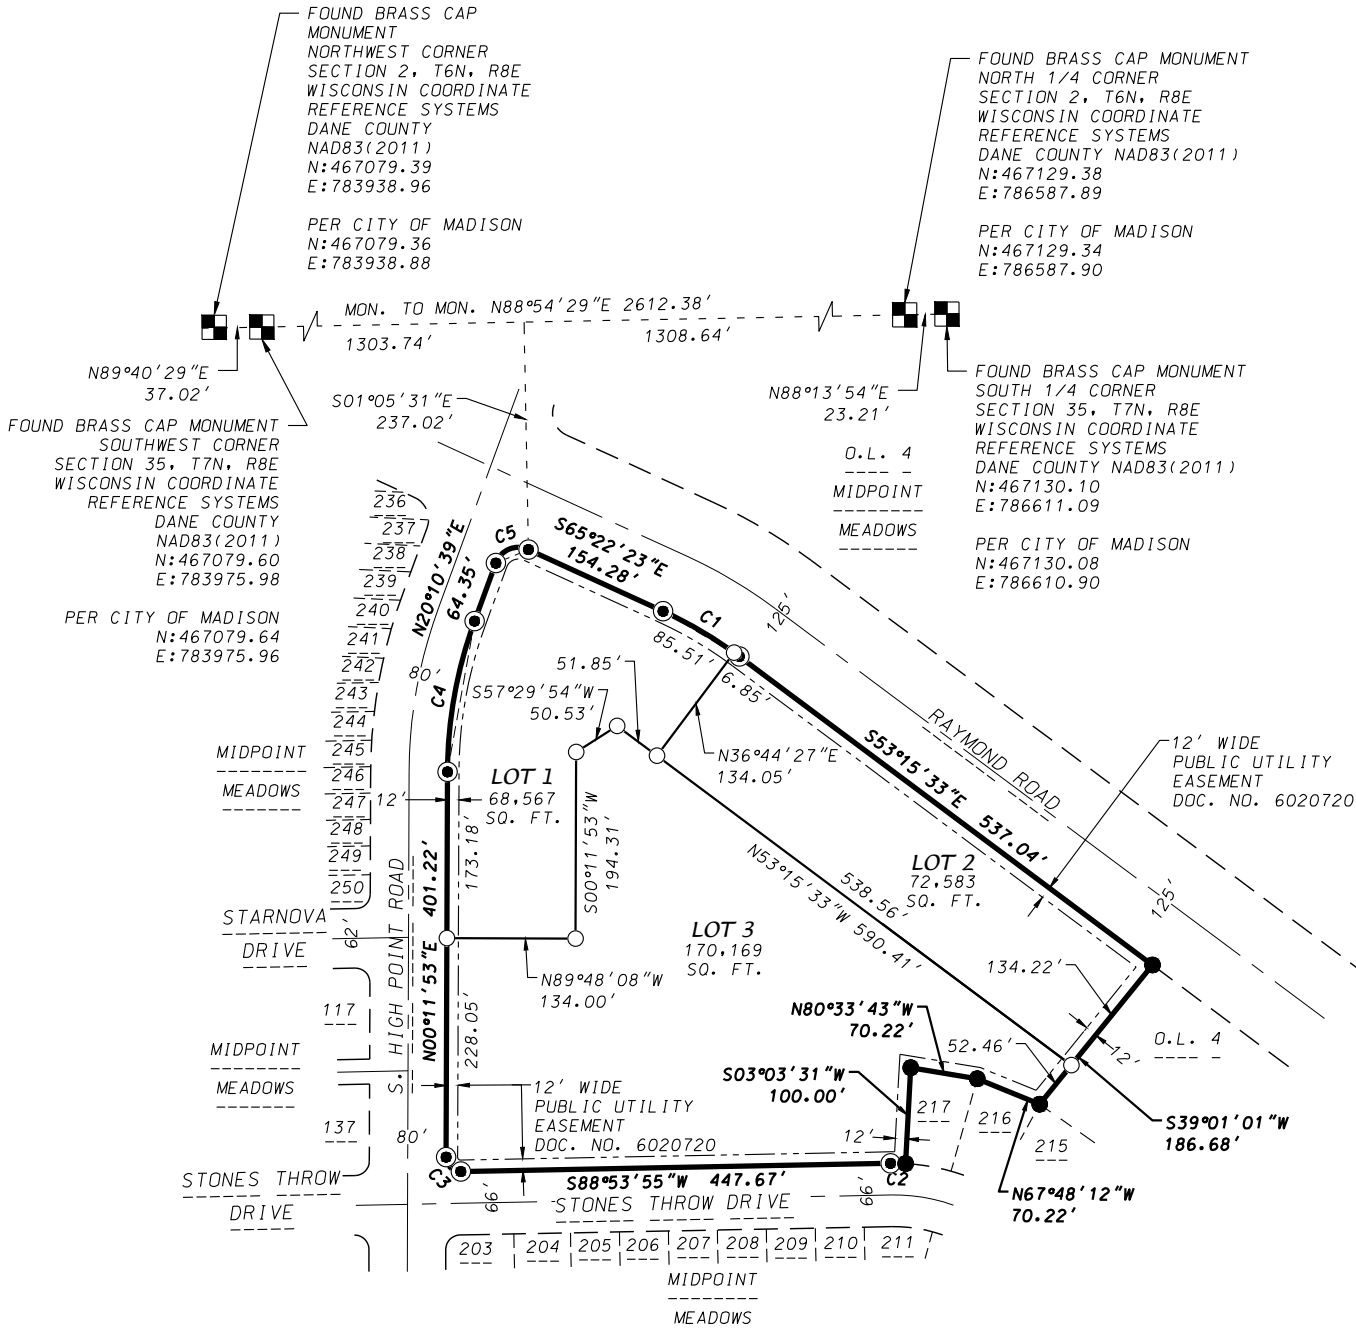 FOUND BRASS CAP
MONUMENT
NORTHWEST CORNER
SECTION 2, T6N, R8E
WISCONSIN COORDINATE
REFERENCE SYSTEMS
DANE COUNTY
NAD83(2011)
N:467079.39
E:783938.96
PER CITY OF MADISON
N:467079.36
E:783938.88
FOUND BRASS CAP MONUMENT
NORTH 1/4 CORNER
SECTION 2, T6N, R8E
WISCONSIN COORDINATE
REFERENCE SYSTEMS
DANE COUNTY NAD83(2011)
N:467129.38
E:786587.89
PER CITY OF MADISON
N:467129.34
E:786587.90
MON. TO MON. N88°54'29"E 2612.38'
1303.74'
1308.64'
N89°40'29"E
37.02'
S01°05'31"E
237.02'
N88°13'54"E
23.21'
FOUND BRASS CAP MONUMENT
SOUTHWEST CORNER
SECTION 35, T7N, R8E
WISCONSIN COORDINATE
REFERENCE SYSTEMS
DANE COUNTY
NAD83(2011)
N:467079.60
E:783975.98
PER CITY OF MADISON
N:467079.64
E:783975.96
FOUND BRASS CAP MONUMENT
SOUTH 1/4 CORNER
SECTION 35, T7N, R8E
WISCONSIN COORDINATE
REFERENCE SYSTEMS
DANE COUNTY NAD83(2011)
N:467130.10
E:786611.09
PER CITY OF MADISON
N:467130.08
E:786610.90
O.L. 4
MIDPOINT
MEADOWS
236
237
238
239
240
241
242
243
244
245
246
247
248
249
250
N20°10'39"E
64.35'
C5
S65°22'23"E
154.28'
C1
85.51'
6.85'
125'
80'
C4
51.85'
S57°29'54"W
50.53'
N36°44'27"E
134.05'
RAYMOND ROAD
S53°15'33"E 537.04'
12' WIDE
PUBLIC UTILITY
EASEMENT
DOC. NO. 6020720
MIDPOINT
MEADOWS
12'
LOT 1
68,567
SQ. FT.
173.18'
S00°11'53"W
194.31'
N53°15'33"W 590.41'
538.56'
LOT 2
72,583
SQ. FT.
125'
LOT 3
170,169
SQ. FT.
STARNOVA
DRIVE
62'
S. HIGH POINT ROAD
N00°11'53"E 401.22'
N89°48'08"W
134.00'
228.05'
134.22'
N80°33'43"W
70.22'
52.46'
12'
O.L. 4
117
MIDPOINT
MEADOWS
137
S03°03'31"W
100.00'
217
216
215
S39°01'01"W
186.68'
N67°48'12"W
70.22'
12' WIDE
PUBLIC UTILITY
EASEMENT
DOC. NO. 6020720
12'
80'
C3
66'
S88°53'55"W 447.67'
C2
66'
STONES THROW
DRIVE
STONES THROW DRIVE
203
204
205
206
207
208
209
210
211
MIDPOINT
MEADOWS